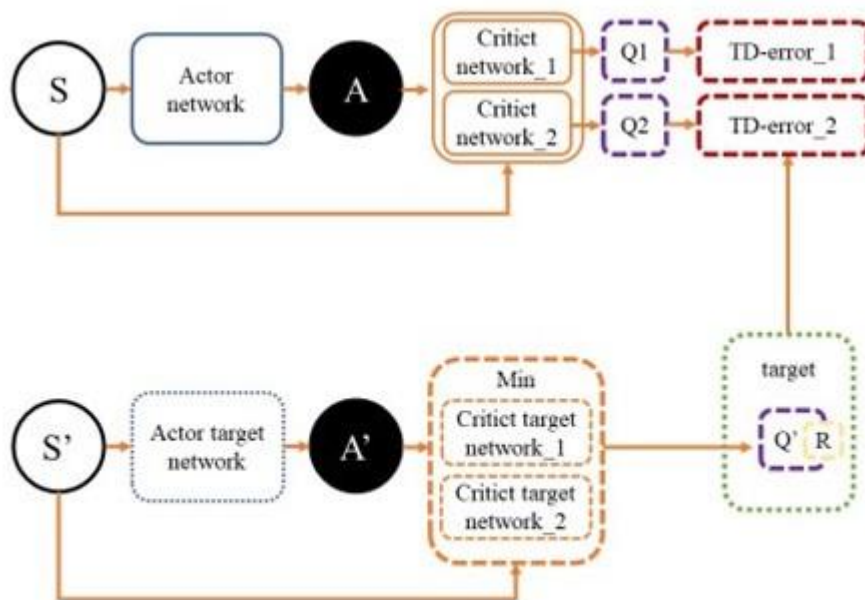 S
Actor
network
A
Critict
network_1
Critict
network_2
Q1
Q2
TD-error_1
TD-error_2
S’
Actor target
network
A’
Min
Critict target
network_1
Critict target
network_2
target
Q’
R